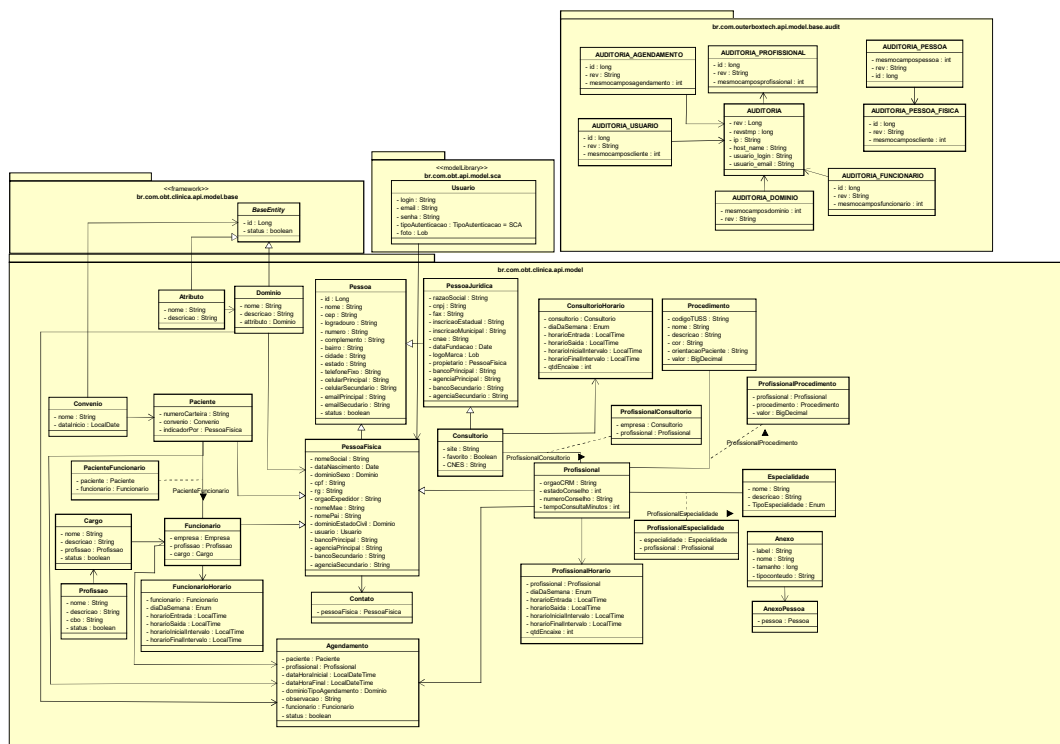 br.com.outerboxtech.api.model.base.audit
AUDITORIA_AGENDAMENTO
- id : long
- rev : String
- mesmocamposagendamento : int
AUDITORIA_PROFISSIONAL
- id : long
- rev : String
- mesmocamposprofissional : int
AUDITORIA_PESSOA
- mesmocampospessoa : int
- rev : String
- id : long
AUDITORIA
- rev : Long
- revstmp : long
- ip : String
- host_name : String
- usuario_login : String
- usuario_email : String
AUDITORIA_PESSOA_FISICA
- id : long
- rev : String
- mesmocamposcliente : int
AUDITORIA_USUARIO
- id : long
- rev : String
- mesmocamposcliente : int
AUDITORIA_FUNCIONARIO
- id : long
- rev : String
- mesmocamposfuncionario : int
AUDITORIA_DOMINIO
- mesmocamposdominio : int
- rev : String
<<framework>>
br.com.obt.clinica.api.model.base
BaseEntity
- id : Long
- status : boolean
<<modelLibrary>>
br.com.obt.api.model.sca
Usuario
- login : String
- email : String
- senha : String
- tipoAutenticacao : TipoAutenticacao = SCA
- foto : Lob
br.com.obt.clinica.api.model
Atributo
- nome : String
- descricao : String
Dominio
- nome : String
- descricao : String
- atributo : Dominio
Pessoa
- id : Long
- nome : String
- cep : String
- logradouro : String
- numero : String
- complemento : String
- bairro : String
- cidade : String
- estado : String
- telefoneFixo : String
- celularPrincipal : String
- celularSecundario : String
- emailPrincipal : String
- emailSecudario : String
- status : boolean
PessoaJuridica
- razaoSocial : String
- cnpj : String
- fax : String
- inscricaoEstadual : String
- inscricaoMunicipal : String
- cnae : String
- dataFundacao : Date
- logoMarca : Lob
- propietario : PessoaFisica
- bancoPrincipal : String
- agenciaPrincipal : String
- bancoSecundario : String
- agenciaSecundario : String
ConsultorioHorario
- consultorio : Consultorio
- diaDaSemana : Enum
- horarioEntrada : LocalTime
- horarioSaida : LocalTime
- horarioInicialIntervalo : LocalTime
- horarioFinalIntervalo : LocalTime
- qtdEncaixe : int
Procedimento
- codigoTUSS : String
- nome : String
- descricao : String
- cor : String
- orientacaoPaciente : String
- valor : BigDecimal
ProfissionalProcedimento
- profissional : Profissional
- procedimento : Procedimento
- valor : BigDecimal
ProfissionalProcedimento
Convenio
- nome : String
- dataInicio : LocalDate
Paciente
- numeroCarteira : String
- convenio : Convenio
- indicadorPor : PessoaFisica
ProfissionalConsultorio
- empresa : Consultorio
- profissional : Profissional
Consultorio
- site : String
- favorito : Boolean
- CNES : String
ProfissionalConsultorio
PessoaFisica
- nomeSocial : String
- dataNascimento : Date
- dominioSexo : Dominio
- cpf : String
- rg : String
- orgaoExpedidor : String
- nomeMae : String
- nomePai : String
- dominioEstadoCivil : Dominio
- usuario : Usuario
- bancoPrincipal : String
- agenciaPrincipal : String
- bancoSecundario : String
- agenciaSecundario : String
Profissional
- orgaoCRM : String
- estadoConselho : int
- numeroConselho : String
- tempoConsultaMinutos : int
Especialidade
- nome : String
- descricao : String
- TipoEspecialidade : Enum
ProfissionalEspecialidade
ProfissionalEspecialidade
- especialidade : Especialidade
- profissional : Profissional
PacienteFuncionario
- paciente : Paciente
- funcionario : Funcionario
PacienteFuncionario
Cargo
- nome : String
- descricao : String
- profissao : Profissao
- status : boolean
Funcionario
- empresa : Empresa
- profissao : Profissao
- cargo : Cargo
Anexo
- label : String
- nome : String
- tamanho : long
- tipoconteudo : String
Profissao
- nome : String
- descricao : String
- cbo : String
- status : boolean
FuncionarioHorario
- funcionario : Funcionario
- diaDaSemana : Enum
- horarioEntrada : LocalTime
- horarioSaida : LocalTime
- horarioInicialIntervalo : LocalTime
- horarioFinalIntervalo : LocalTime
Contato
- pessoaFisica : PessoaFisica
ProfissionalHorario
- profissional : Profissional
- diaDaSemana : Enum
- horarioEntrada : LocalTime
- horarioSaida : LocalTime
- horarioInicialIntervalo : LocalTime
- horarioFinalIntervalo : LocalTime
- qtdEncaixe : int
AnexoPessoa
- pessoa : Pessoa
Agendamento
- paciente : Paciente
- profissional : Profissional
- dataHoraInicial : LocalDateTime
- dataHoraFinal : LocalDateTime
- dominioTipoAgendamento : Dominio
- observacao : String
- funcionario : Funcionario
- status : boolean